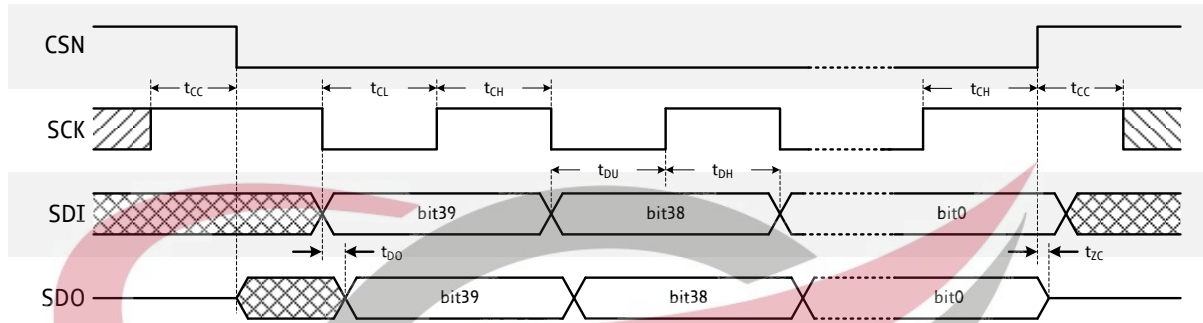 CSN
tCC tCL tCH tCH tCC
SCK
tDU tDH
SDI bit39 bit38 bit0
tDO tZC
SDO bit39 bit38 bit0